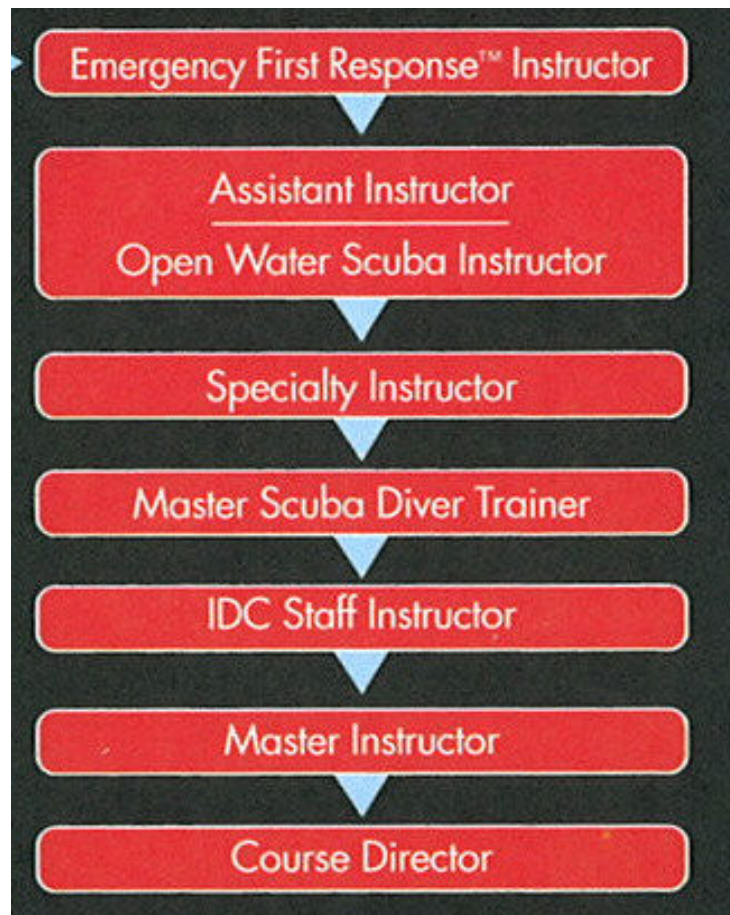 Emergency First Response™ Instructor
Assistant Instructor
Open Water Scuba Instructor
Specialty Instructor
Master Scuba Diver Trainer
IDC Staff Instructor
Master Instructor
Course Director